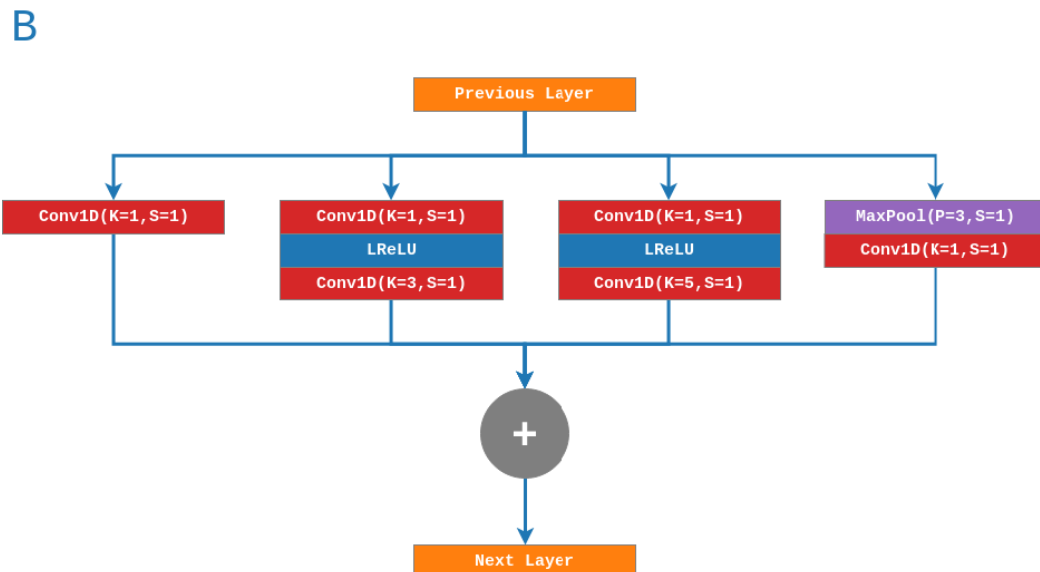 B
Previous Layer
Conv1D(K=1,S=1)
Conv1D(K=1,S=1)
LReLU
Conv1D(K=3,S=1)
Conv1D(K=1,S=1)
LReLU
Conv1D(K=5,S=1)
MaxPool(P=3,S=1)
Conv1D(K=1,S=1)
+
Next Layer